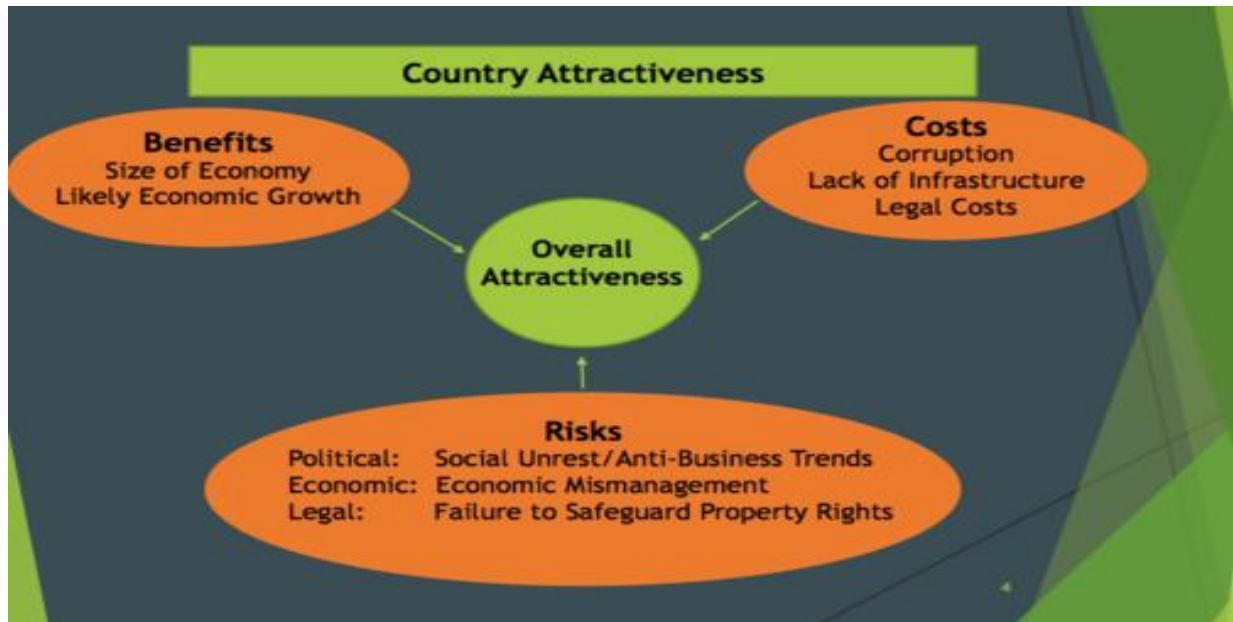 Country Attractiveness
Benefits
Size of Economy
Likely Economic Growth
Costs
Corruption
Lack of Infrastructure
Legal Costs
Overall
Attractiveness
Risks
Political: Social Unrest/Anti-Business Trends
Economic: Economic Mismanagement
Legal: Failure to Safeguard Property Rights